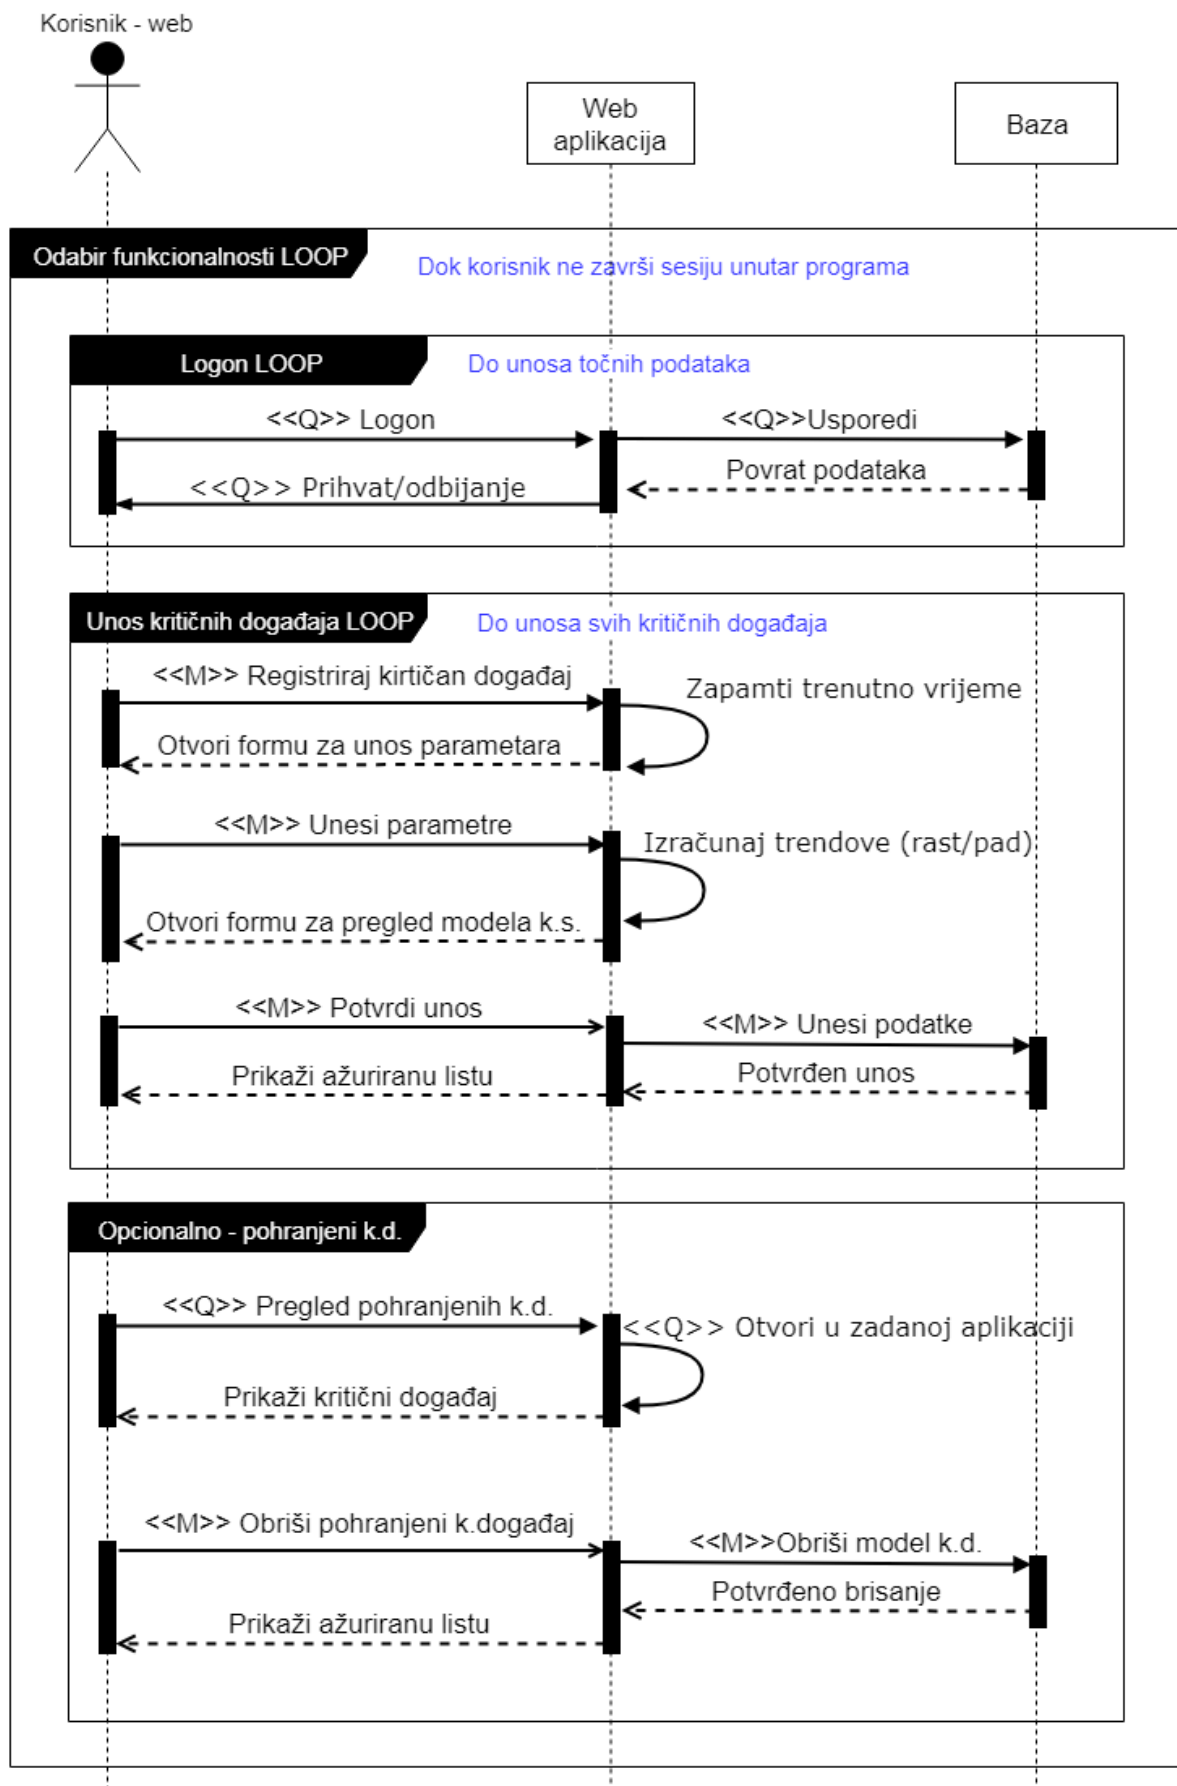 Korisnik - web
Web
aplikacija
Baza
Odabir funkcionalnosti LOOP
Dok korisnik ne završi sesiju unutar programa
Logon LOOP
Do unosa točnih podataka
<<Q>> Logon
<<Q>>Usporedi
Povrat podataka
<<Q>> Prihvat/odbijanje
Unos kritičnih događaja LOOP
Do unosa svih kritičnih događaja
<<M>> Registriraj kirtičan događaj
Zapamti trenutno vrijeme
Otvori formu za unos parametara
<<M>> Unesi parametre
Izračunaj trendove (rast/pad)
Otvori formu za pregled modela k.s.
<<M>> Potvrdi unos
<<M>> Unesi podatke
Prikaži ažuriranu listu
Potvrđen unos
Opcionalno - pohranjeni k.d.
<<Q>> Pregled pohranjenih k.d.
<<Q>> Otvori u zadanoj aplikaciji
Prikaži kritični događaj
<<M>> Obriši pohranjeni k.događaj
<<M>>Obriši model k.d.
Potvrđeno brisanje
Prikaži ažuriranu listu